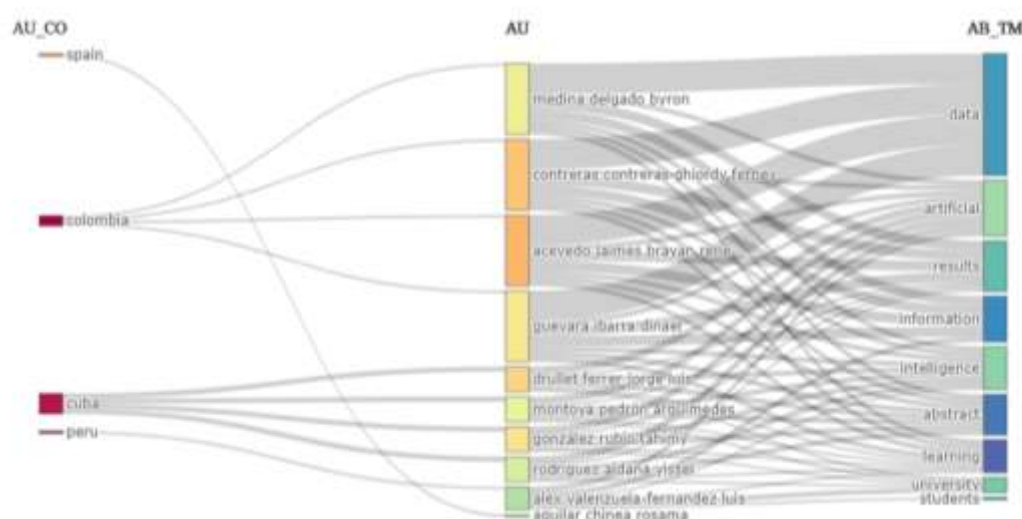 AU_CO
AU
AB_TM
spain
colombia
cuba
peru
medina delgado byron
contreras contreras ghiordy ferney
acevedo jaimes brayan rene
guevara ibarra dinael
drullet ferrer jorge luis
montoya pedron arquimedes
gonzalez rubio tahimy
rodriguez aldana yissel
alex valenzuela-fernandez luis
aguilar chinea rosama
data
artificial
results
information
intelligence
abstract
learning
university
students